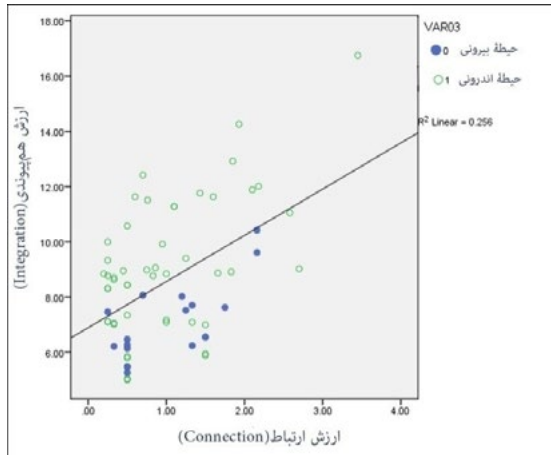 VAR03
حیطهٔ بیرونی 0
حیطهٔ اندرونی 1
R² Linear = 0.256
ارزش هم‌پیوندی(Integration)
18.00
16.00
14.00
12.00
10.00
8.00
6.00
.00 1.00 2.00 3.00 4.00
ارزش ارتباط(Connection)